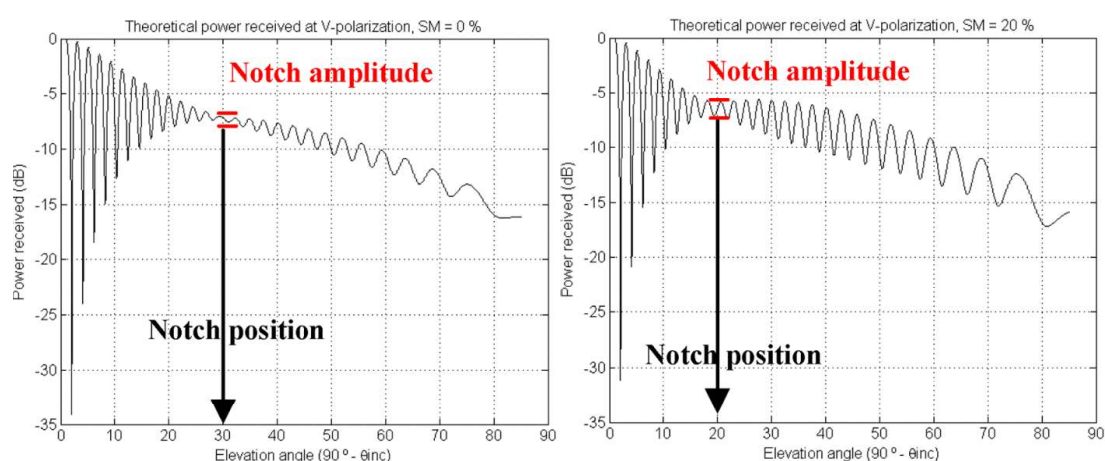 Theoretical power received at V-polarization, SM = 0 %
Notch amplitude
Notch position
Power received (dB)
0
-5
-10
-15
-20
-25
-30
-35
0 10 20 30 40 50 60 70 80 90
Elevation angle (90 º - θinc)
Theoretical power received at V-polarization, SM = 20 %
Notch amplitude
Notch position
Power received (dB)
0
-5
-10
-15
-20
-25
-30
-35
0 10 20 30 40 50 60 70 80 90
Elevation angle (90 º - θinc)